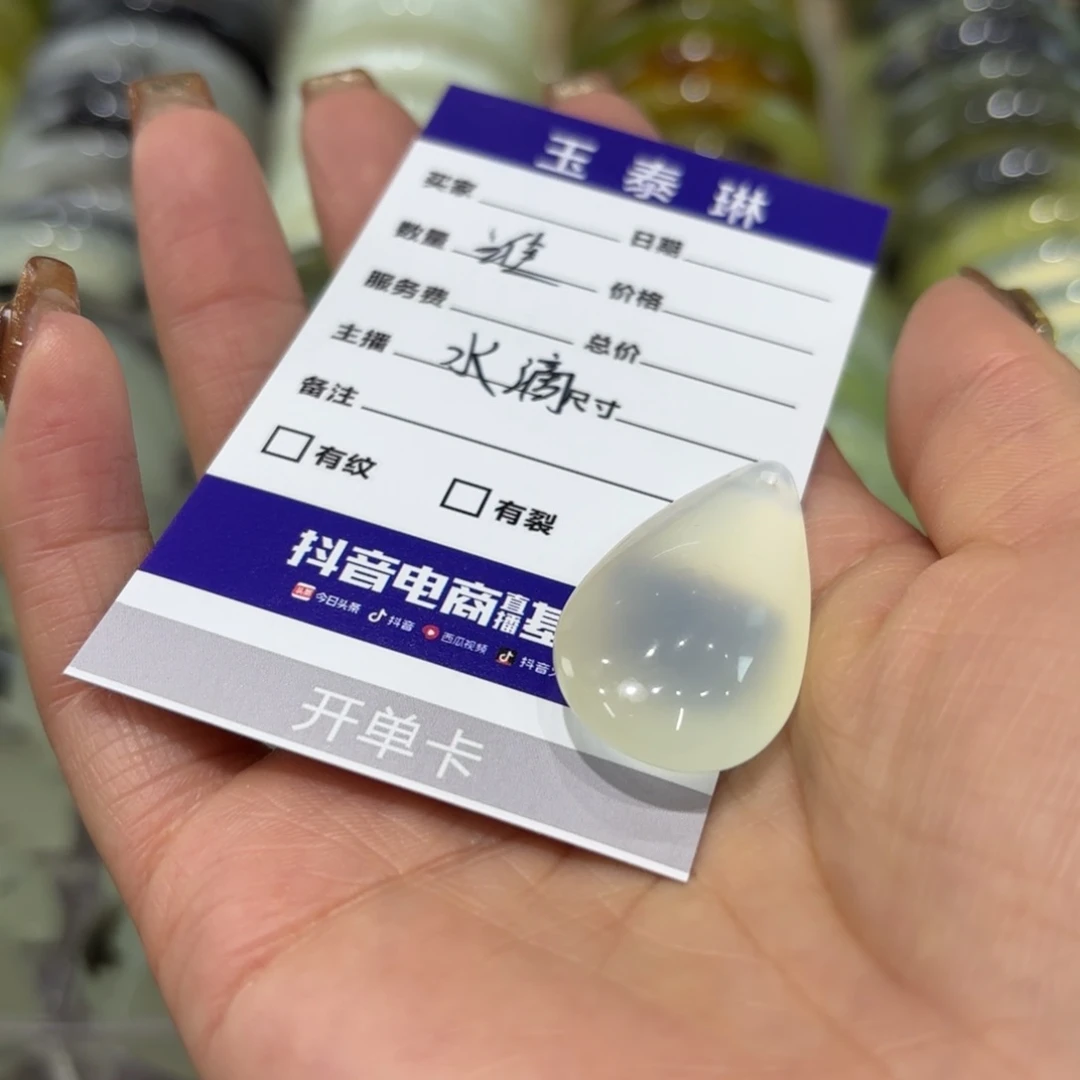 玉泰琳
买家 日期
数量 价格
服务费 总价
主播 水滴 尺寸
备注
有纹 有裂
抖音电商直播基
今日头条 抖音 西瓜视频 抖音
开单卡